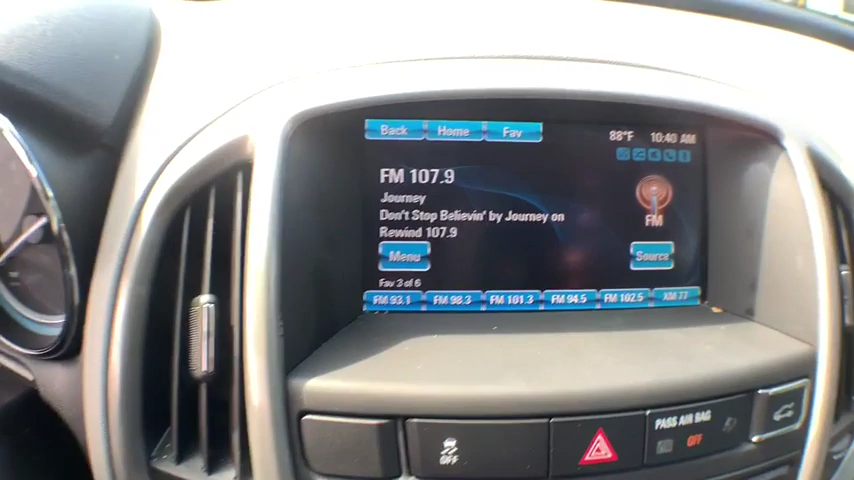 Back Home Fav 88°F 10:40 AM
FM 107.9
Journey
Don't Stop Believin' by Journey on
Rewind 107.9
FM
Menu Source
Fav 3 of 6
FM 93.1 FM 98.3 FM 101.3 FM 94.5 FM 102.5 XM 77
PASS AIR BAG
OFF
OFF